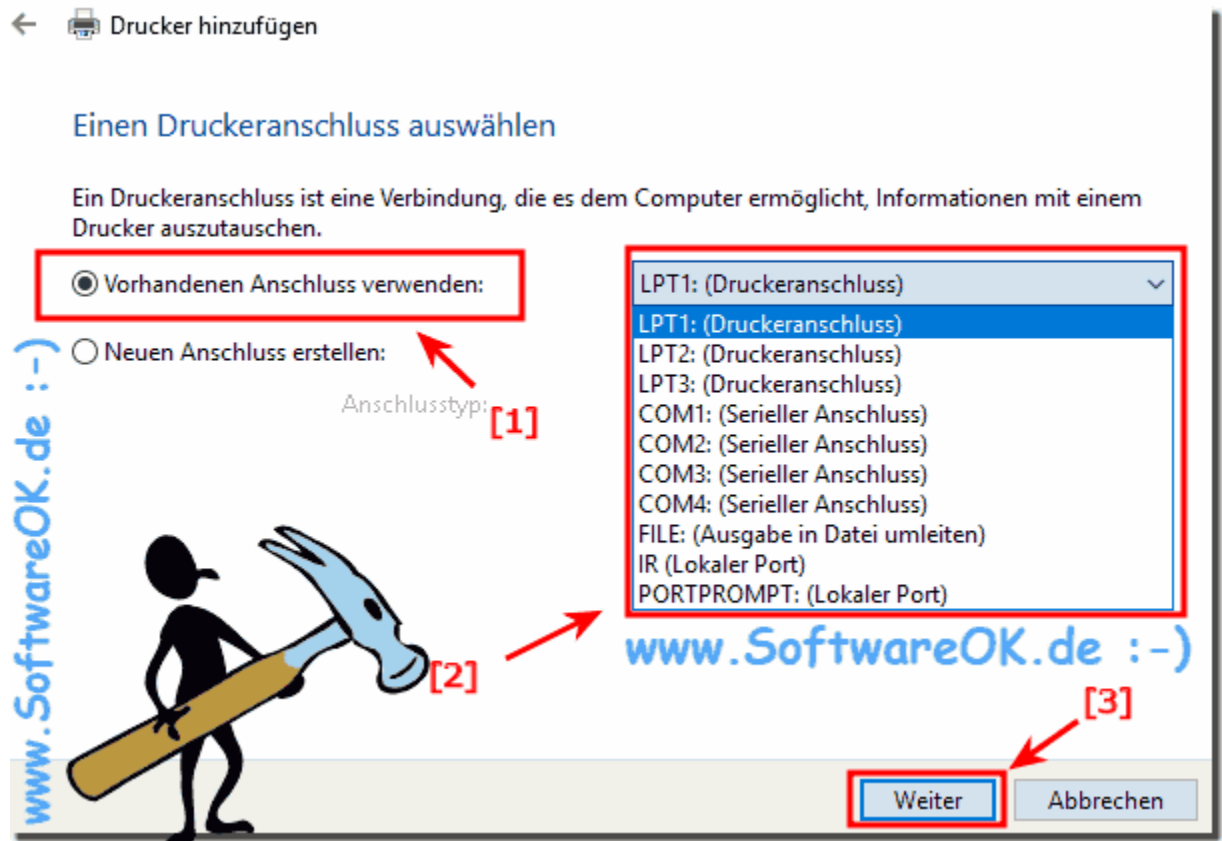 Drucker hinzufügen
Einen Druckeranschluss auswählen
Ein Druckeranschluss ist eine Verbindung, die es dem Computer ermöglicht, Informationen mit einem
Drucker auszutauschen.
Vorhandenen Anschluss verwenden:
LPT1: (Druckeranschluss)
LPT1: (Druckeranschluss)
LPT2: (Druckeranschluss)
LPT3: (Druckeranschluss)
COM1: (Serieller Anschluss)
COM2: (Serieller Anschluss)
COM3: (Serieller Anschluss)
COM4: (Serieller Anschluss)
FILE: (Ausgabe in Datei umleiten)
IR (Lokaler Port)
PORTPROMPT: (Lokaler Port)
Neuen Anschluss erstellen:
Anschlusstyp:
[1]
[2]
www.SoftwareOK.de :-)
www.SoftwareOK.de :-)
[3]
Weiter
Abbrechen